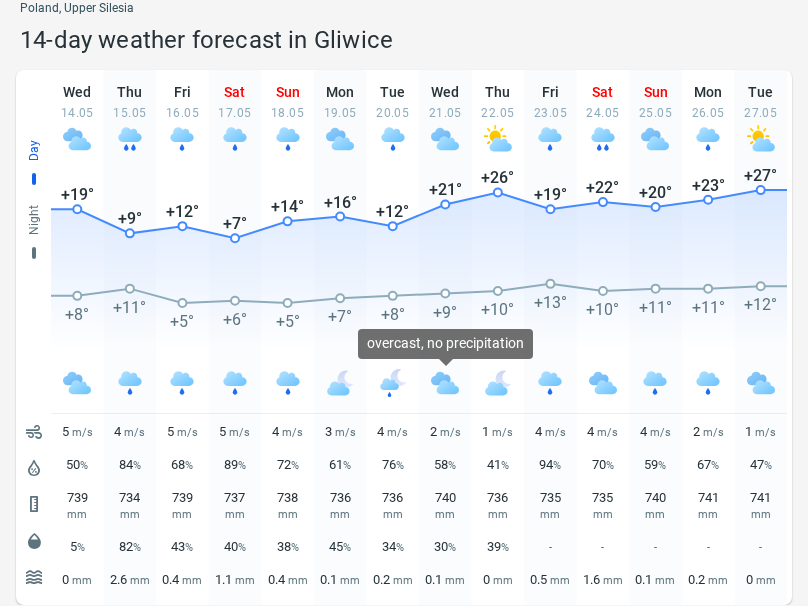 Poland, Upper Silesia
14-day weather forecast in Gliwice
Wed Thu Fri Sat Sun Mon Tue Wed Thu Fri Sat Sun Mon Tue
14.05 15.05 16.05 17.05 18.05 19.05 20.05 21.05 22.05 23.05 24.05 25.05 26.05 27.05
Day
+19° +9° +12° +7° +14° +16° +12° +21° +26° +19° +22° +20° +23° +27°
Night
+8° +11° +5° +6° +5° +7° +8° +9° +10° +13° +10° +11° +11° +12°
overcast, no precipitation
5 m/s 4 m/s 5 m/s 5 m/s 4 m/s 3 m/s 4 m/s 2 m/s 1 m/s 4 m/s 4 m/s 4 m/s 2 m/s 1 m/s
50% 84% 68% 89% 72% 61% 76% 58% 41% 94% 70% 59% 67% 47%
739 734 739 737 738 736 736 740 736 735 735 740 741 741
mm mm mm mm mm mm mm mm mm mm mm mm mm mm
5% 82% 43% 40% 38% 45% 34% 30% 39% - - - - -
0 mm 2.6 mm 0.4 mm 1.1 mm 0.4 mm 0.1 mm 0.2 mm 0.1 mm 0 mm 0.5 mm 1.6 mm 0.1 mm 0.2 mm 0 mm